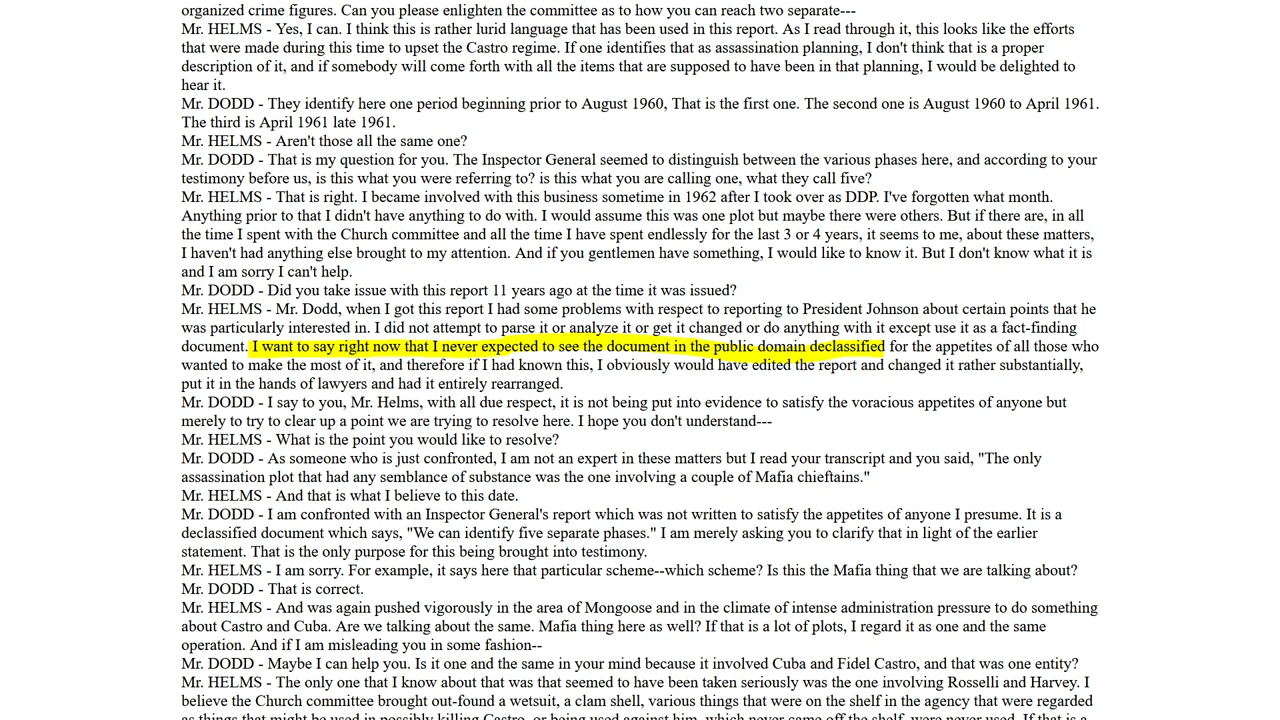 organized crime figures. Can you please enlighten the committee as to how you can reach two separate---
Mr. HELMS - Yes, I can. I think this is rather lurid language that has been used in this report. As I read through it, this looks like the efforts
that were made during this time to upset the Castro regime. If one identifies that as assassination planning, I don't think that is a proper
description of it, and if somebody will come forth with all the items that are supposed to have been in that planning, I would be delighted to
hear it.
Mr. DODD - They identify here one period beginning prior to August 1960, That is the first one. The second one is August 1960 to April 1961.
The third is April 1961 late 1961.
Mr. HELMS - Aren't those all the same one?
Mr. DODD - That is my question for you. The Inspector General seemed to distinguish between the various phases here, and according to your
testimony before us, is this what you were referring to? is this what you are calling one, what they call five?
Mr. HELMS - That is right. I became involved with this business sometime in 1962 after I took over as DDP. I've forgotten what month.
Anything prior to that I didn't have anything to do with. I would assume this was one plot but maybe there were others. But if there are, in all
the time I spent with the Church committee and all the time I have spent endlessly for the last 3 or 4 years, it seems to me, about these matters,
I haven't had anything else brought to my attention. And if you gentlemen have something, I would like to know it. But I don't know what it is
and I am sorry I can't help.
Mr. DODD - Did you take issue with this report 11 years ago at the time it was issued?
Mr. HELMS - Mr. Dodd, when I got this report I had some problems with respect to reporting to President Johnson about certain points that he
was particularly interested in. I did not attempt to parse it or analyze it or get it changed or do anything with it except use it as a fact-finding
document. I want to say right now that I never expected to see the document in the public domain declassified for the appetites of all those who
wanted to make the most of it, and therefore if I had known this, I obviously would have edited the report and changed it rather substantially,
put it in the hands of lawyers and had it entirely rearranged.
Mr. DODD - I say to you, Mr. Helms, with all due respect, it is not being put into evidence to satisfy the voracious appetites of anyone but
merely to try to clear up a point we are trying to resolve here. I hope you don't understand---
Mr. HELMS - What is the point you would like to resolve?
Mr. DODD - As someone who is just confronted, I am not an expert in these matters but I read your transcript and you said, "The only
assassination plot that had any semblance of substance was the one involving a couple of Mafia chieftains."
Mr. HELMS - And that is what I believe to this date.
Mr. DODD - I am confronted with an Inspector General's report which was not written to satisfy the appetites of anyone I presume. It is a
declassified document which says, "We can identify five separate phases." I am merely asking you to clarify that in light of the earlier
statement. That is the only purpose for this being brought into testimony.
Mr. HELMS - I am sorry. For example, it says here that particular scheme--which scheme? Is this the Mafia thing that we are talking about?
Mr. DODD - That is correct.
Mr. HELMS - And was again pushed vigorously in the area of Mongoose and in the climate of intense administration pressure to do something
about Castro and Cuba. Are we talking about the same. Mafia thing here as well? If that is a lot of plots, I regard it as one and the same
operation. And if I am misleading you in some fashion--
Mr. DODD - Maybe I can help you. Is it one and the same in your mind because it involved Cuba and Fidel Castro, and that was one entity?
Mr. HELMS - The only one that I know about that was that seemed to have been taken seriously was the one involving Rosselli and Harvey. I
believe the Church committee brought out-found a wetsuit, a clam shell, various things that were on the shelf in the agency that were regarded
as things that might be used in possibly killing Castro, or being used against him, which never came off the shelf, were never used. If that is a